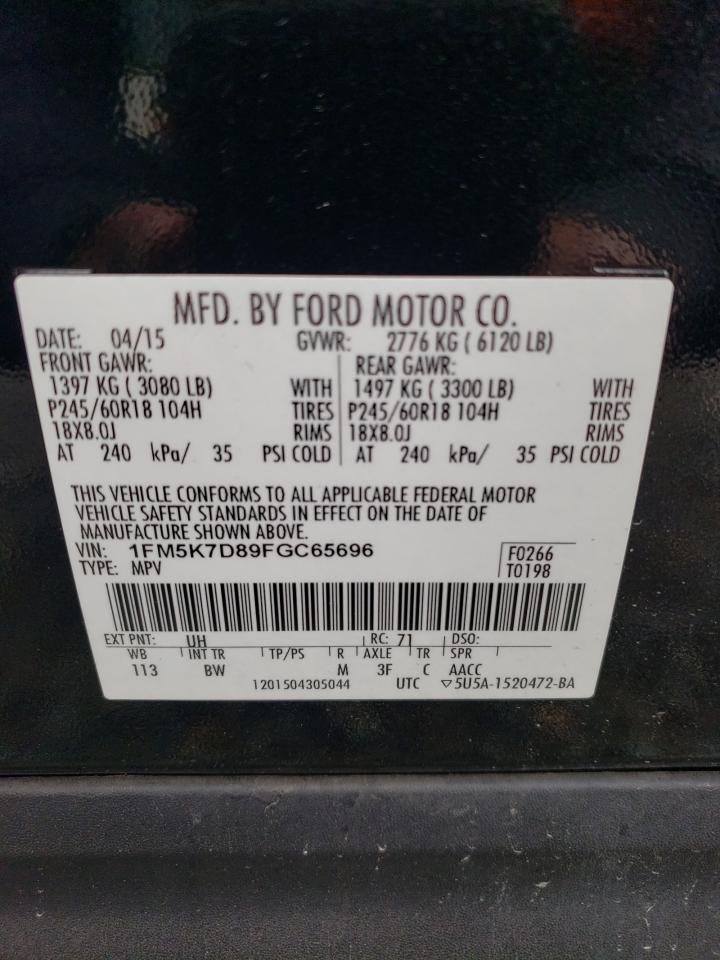 MFD. BY FORD MOTOR CO.
DATE: 04/15 GVWR: 2776 KG ( 6120 LB)
FRONT GAWR: REAR GAWR:
1397 KG ( 3080 LB) WITH 1497 KG ( 3300 LB) WITH
P245/60R18 104H TIRES P245/60R18 104H TIRES
18X8.0J RIMS 18X8.0J RIMS
AT 240 kPa/ 35 PSI COLD AT 240 kPa/ 35 PSI COLD
THIS VEHICLE CONFORMS TO ALL APPLICABLE FEDERAL MOTOR
VEHICLE SAFETY STANDARDS IN EFFECT ON THE DATE OF
MANUFACTURE SHOWN ABOVE.
VIN: 1FM5K7D89FGC65696 F0266
TYPE: MPV T0198
EXT PNT: UH RC: 71 DSO:
WB INT TR TP/PS R AXLE TR SPR
113 BW M 3F C AACC
1201504305044 UTC ▽5U5A-1520472-BA